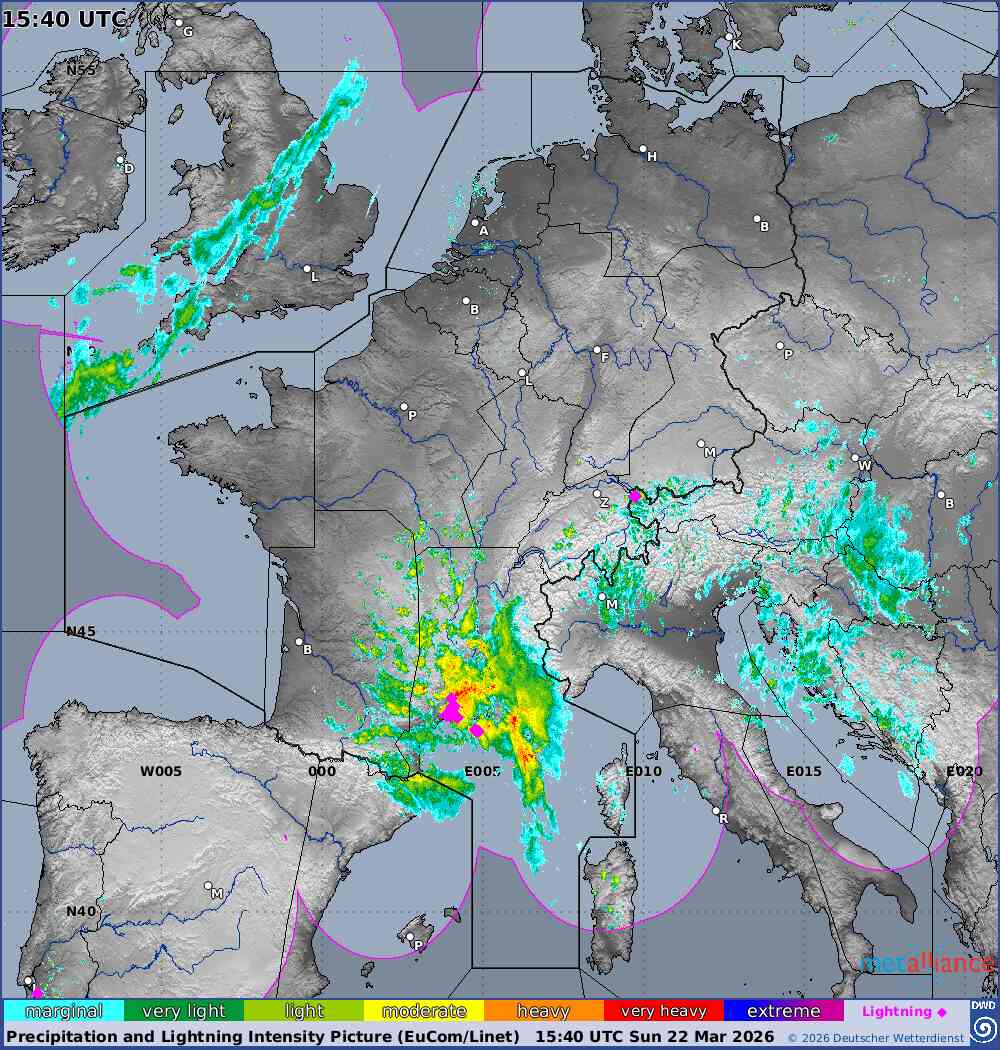 15:40 UTC
G
K
N55
D
H
A
B
L
B
F
P
L
P
M
W
Z
B
M
N45
B
W005
000
E005
E010
E015
E020
R
M
N40
P
L
metalliance
marginal
very light
light
moderate
heavy
very heavy
extreme
Lightning
DWD
Precipitation and Lightning Intensity Picture (EuCom/Linet) 15:40 UTC Sun 22 Mar 2026
© 2026 Deutscher Wetterdienst